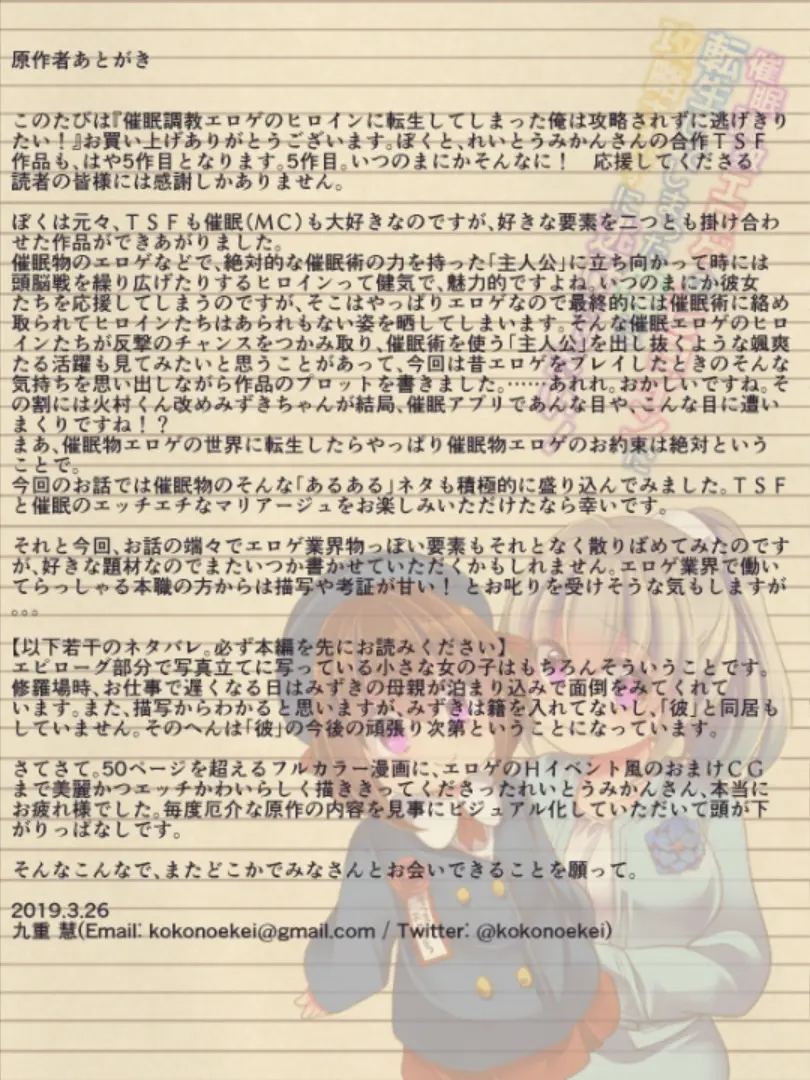 原作者あとがき
このたびは『催眠調教エロゲのヒロインに転生してしまった俺は攻略されずに逃げきり
たい！』お買い上げありがとうございます。ぼくと、れいとうみかんさんの合作ＴＳＦ
作品も、はや5作目となります。5作目。いつのまにかそんなに！　応援してくださる
読者の皆様には感謝しかありません。
ぼくは元々、ＴＳＦも催眠（ＭＣ）も大好きなのですが、好きな要素を二つとも掛け合わ
せた作品ができあがりました。
催眠物のエロゲなどで、絶対的な催眠術の力を持った「主人公」に立ち向かって時には
頭脳戦を繰り広げたりするヒロインって健気で、魅力的ですよね。いつのまにか彼女
たちを応援してしまうのですが、そこはやっぱりエロゲなので最終的には催眠術に絡め
取られてヒロインたちはあられもない姿を晒してしまいます。そんな催眠エロゲのヒロ
インたちが反撃のチャンスをつかみ取り、催眠術を使う「主人公」を出し抜くような颯爽
たる活躍も見てみたいと思うことがあって、今回は昔エロゲをプレイしたときのそんな
気持ちを思い出しながら作品のプロットを書きました。……あれれ。おかしいですね。そ
の割には火村くん改めみずきちゃんが結局、催眠アプリであんな目や、こんな目に遭い
まくりですね！？
まあ、催眠物エロゲの世界に転生したらやっぱり催眠物エロゲのお約束は絶対という
ことで。
今回のお話では催眠物のそんな「あるある」ネタも積極的に盛り込んでみました。ＴＳＦ
と催眠のエッチエチなマリアージュをお楽しみいただけたなら幸いです。
それと今回、お話の端々でエロゲ業界物っぽい要素もそれとなく散りばめてみたのです
が、好きな題材なのでまたいつか書かせていただくかもしれません。エロゲ業界で働い
てらっしゃる本職の方からは描写や考証が甘い！ とお叱りを受けそうな気もしますが
。。。
【以下若干のネタバレ。必ず本編を先にお読みください】
エピローグ部分で写真立てに写っている小さな女の子はもちろんそういうことです。
修羅場時、お仕事で遅くなる日はみずきの母親が泊まり込みで面倒をみてくれて
います。また、描写からわかると思いますが、みずきは籍を入れてないし、「彼」と同居も
していません。そのへんは「彼」の今後の頑張り次第ということになっています。
さてさて。50ページを超えるフルカラー漫画に、エロゲのＨイベント風のおまけＣＧ
まで美麗かつエッチかわいらしく描ききってくださったれいとうみかんさん、本当に
お疲れ様でした。毎度厄介な原作の内容を見事にビジュアル化していただいて頭が下
がりっぱなしです。
そんなこんなで、またどこかでみなさんとお会いできることを願って。
2019.3.26
九重 慧(Email: kokonoekei@gmail.com / Twitter: @kokonoekei)